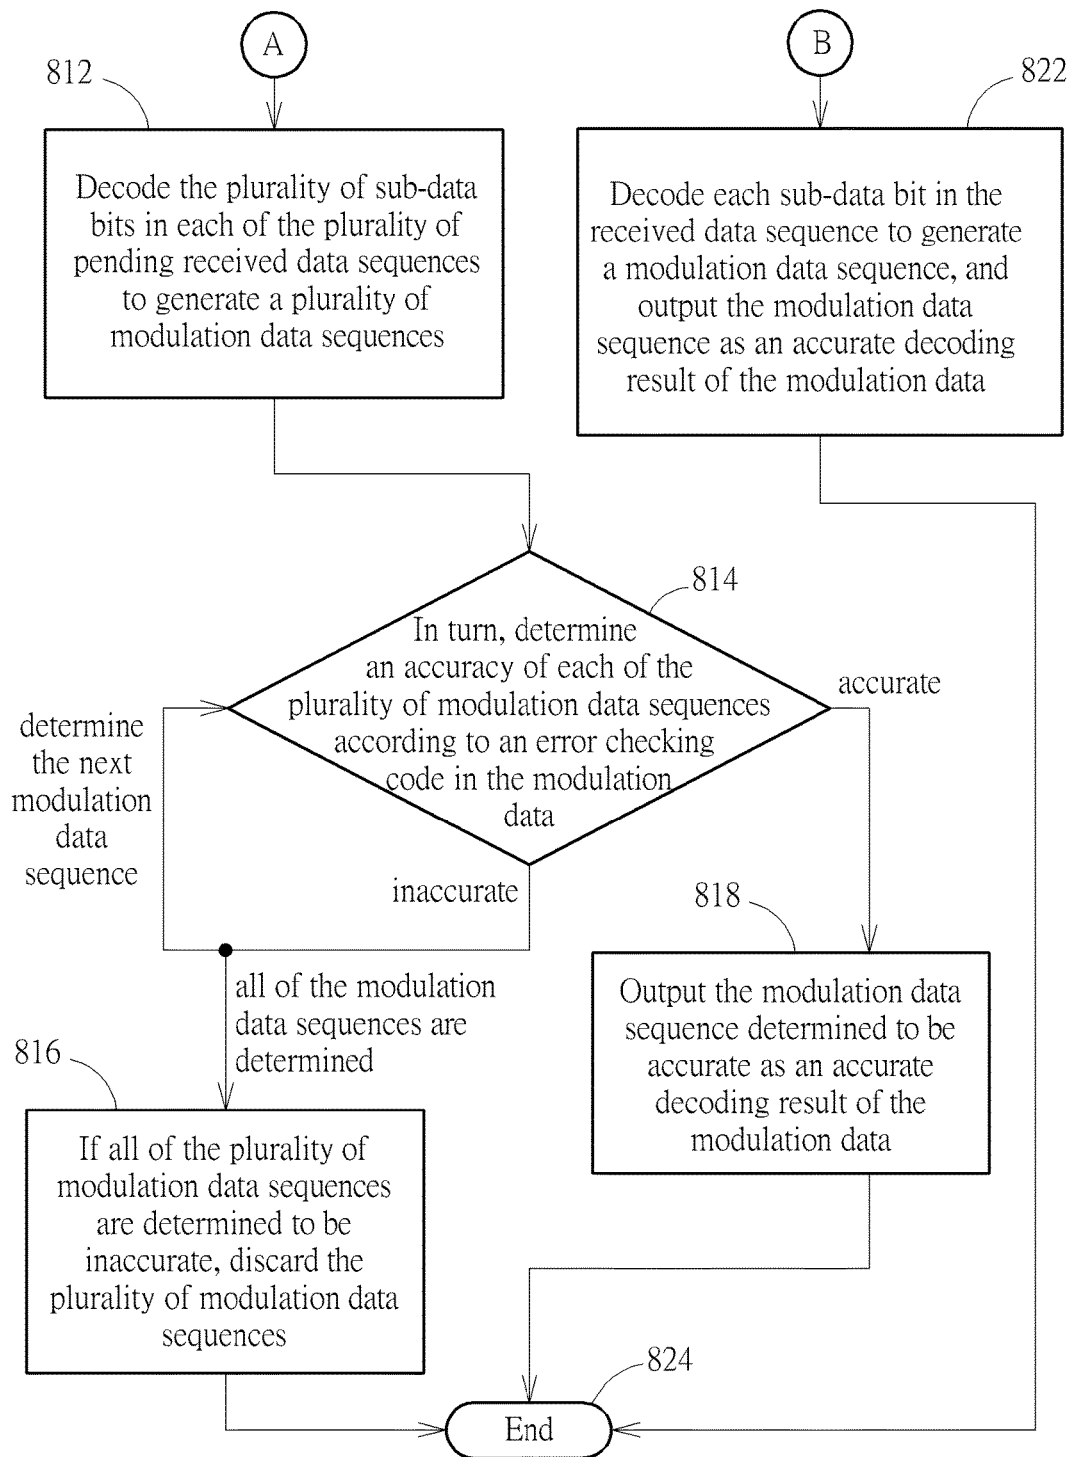 A
B
812
822
Decode the plurality of sub-data
bits in each of the plurality of
pending received data sequences
to generate a plurality of
modulation data sequences
Decode each sub-data bit in the
received data sequence to generate
a modulation data sequence, and
output the modulation data
sequence as an accurate decoding
result of the modulation data
814
In turn, determine
an accuracy of each of the
plurality of modulation data sequences
according to an error checking
code in the modulation
data
accurate
determine
the next
modulation
data
sequence
inaccurate
818
all of the modulation
data sequences are
determined
Output the modulation data
sequence determined to be
accurate as an accurate
decoding result of the
modulation data
816
If all of the plurality of
modulation data sequences
are determined to be
inaccurate, discard the
plurality of modulation data
sequences
824
End